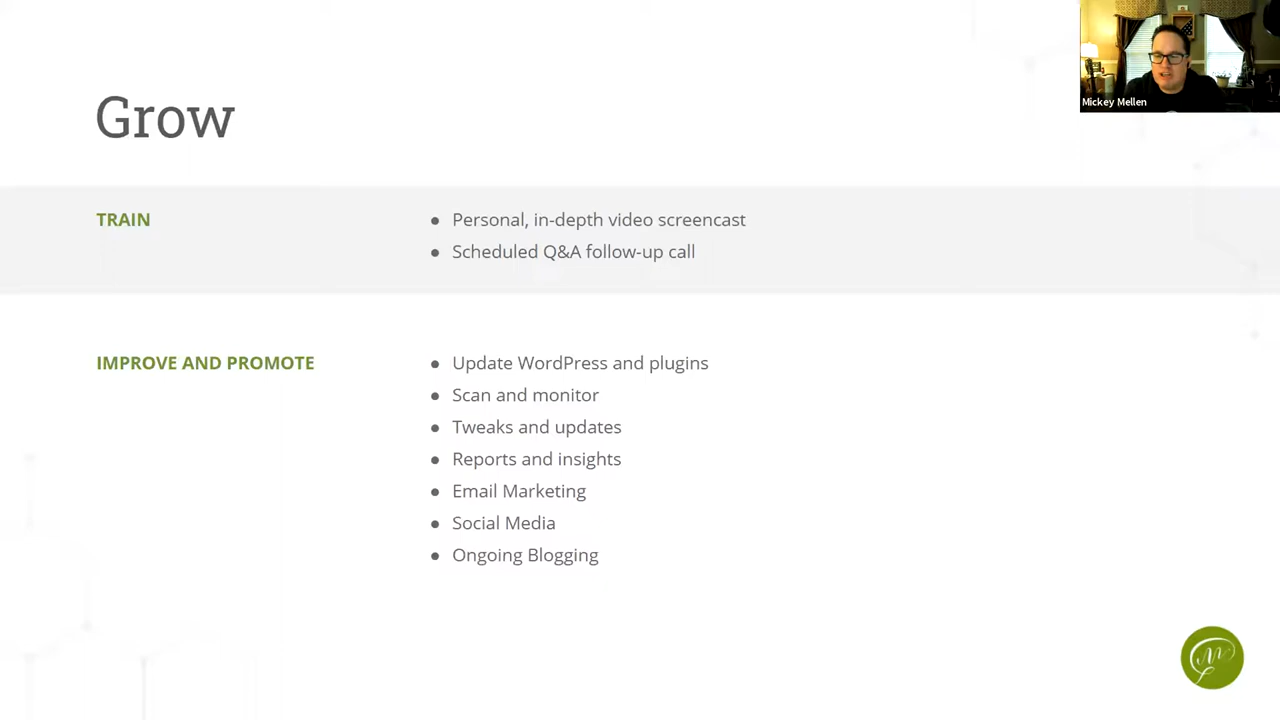 Grow
Mickey Mellen
TRAIN
● Personal, in-depth video screencast
● Scheduled Q&A follow-up call
IMPROVE AND PROMOTE
● Update WordPress and plugins
● Scan and monitor
● Tweaks and updates
● Reports and insights
● Email Marketing
● Social Media
● Ongoing Blogging